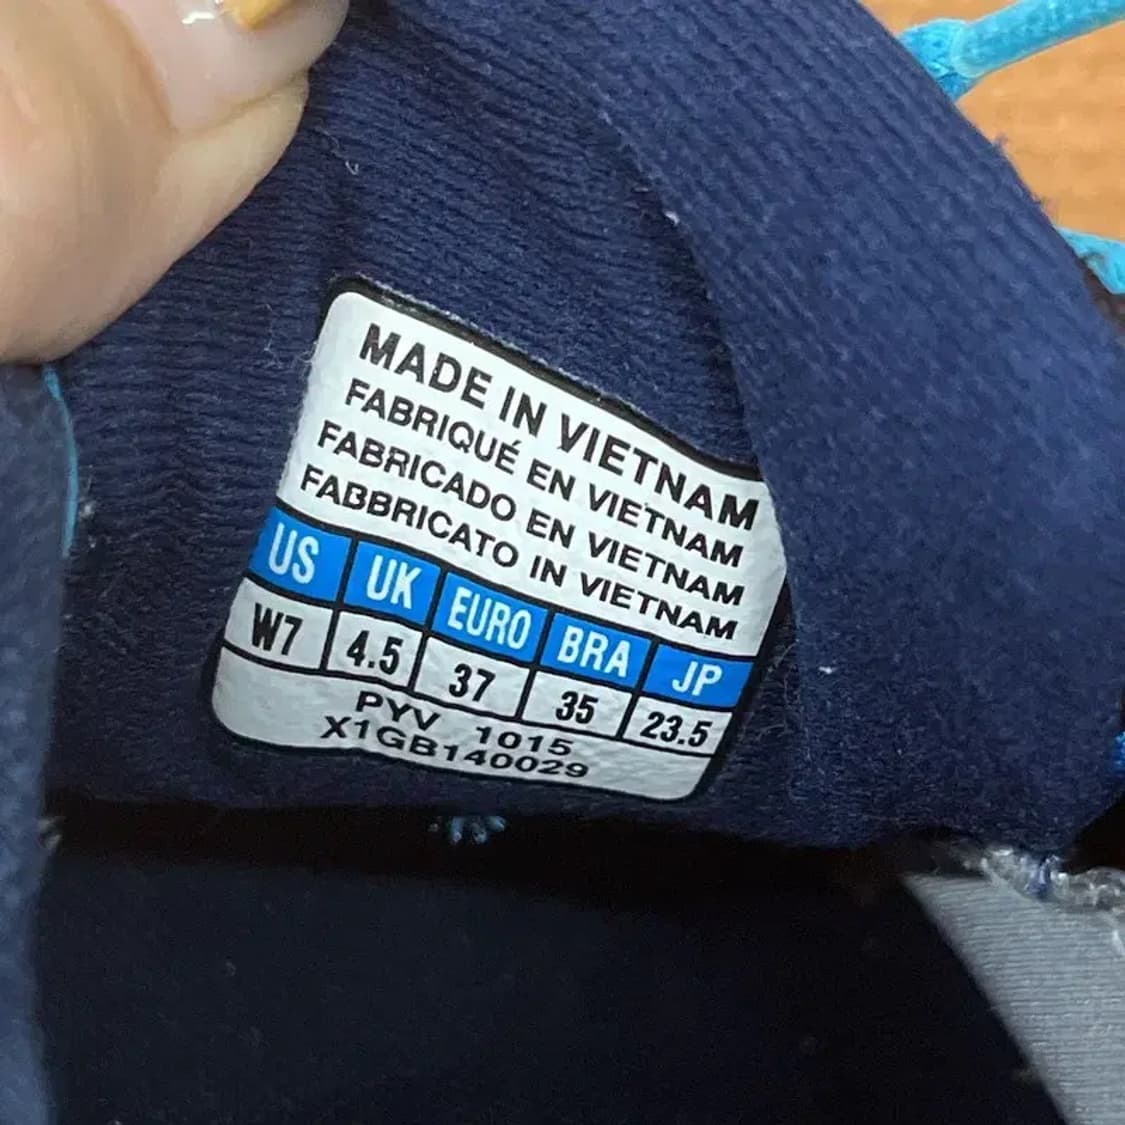 MADE IN VIETNAM
FABRIQUÉ EN VIETNAM
FABRICADO EN VIETNAM
FABBRICATO IN VIETNAM
US UK EURO BRA JP
W7 4.5 37 35 23.5
PYV 1015
X1GB140029